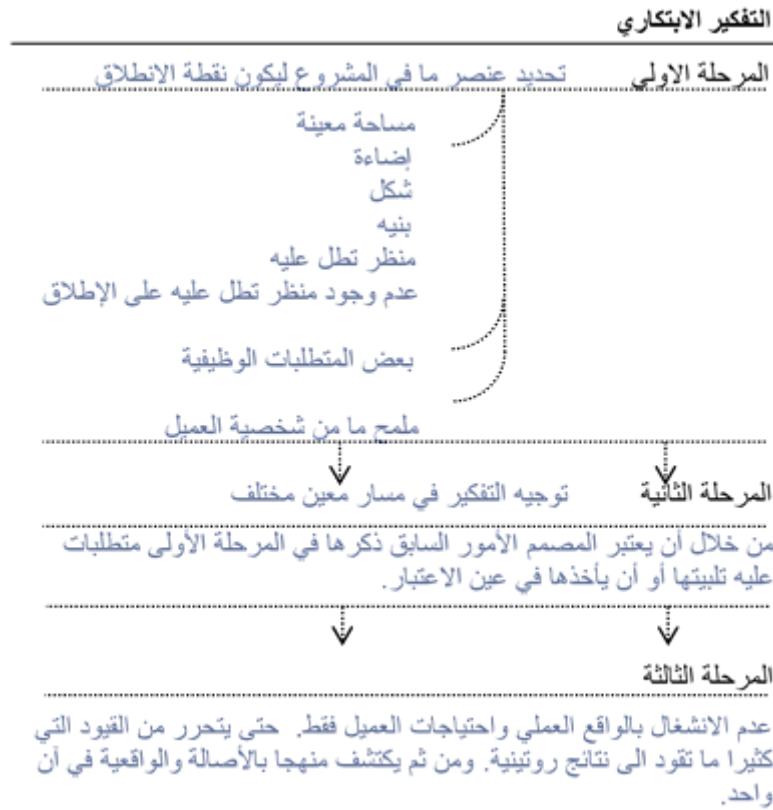 التفكير الابتكاري
المرحلة الاولي تحديد عنصر ما في المشروع ليكون نقطة الانطلاق
مساحة معينة
إضاءة
شكل
بنيه
منظر تطل عليه
عدم وجود منظر تطل عليه على الإطلاق
بعض المتطلبات الوظيفية
ملمح ما من شخصية العميل
المرحلة الثانية توجيه التفكير في مسار معين مختلف
من خلال أن يعتبر المصمم الأمور السابق ذكرها في المرحلة الأولى متطلبات
عليه تلبيتها أو أن يأخذها في عين الاعتبار.
المرحلة الثالثة
عدم الانشغال بالواقع العملي واحتياجات العميل فقط. حتى يتحرر من القيود التي
كثيرا ما تقود الى نتائج روتينية. ومن ثم يكتشف منهجا بالأصالة والواقعية في آن
واحد.